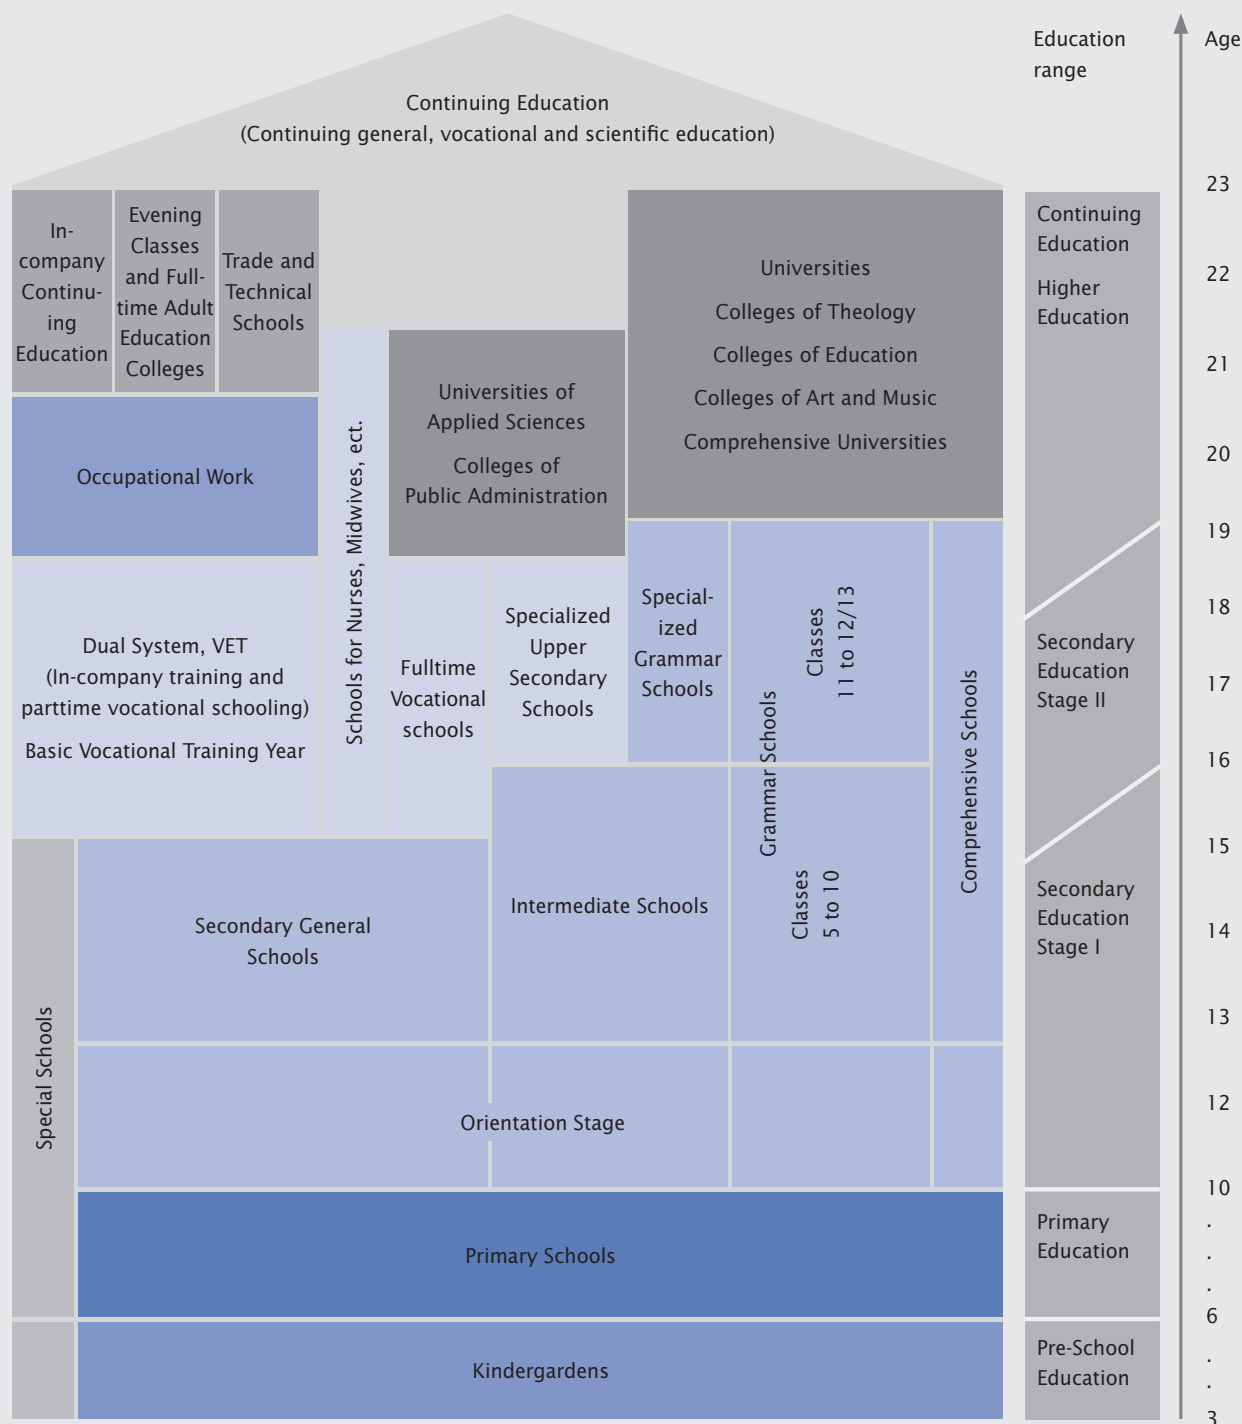 Education
range
Age
Continuing Education
(Continuing general, vocational and scientific education)
In-
company
Continu-
ing
Education
Evening
Classes
and Full-
time Adult
Education
Colleges
Trade and
Technical
Schools
Universities
Colleges of Theology
Colleges of Education
Colleges of Art and Music
Comprehensive Universities
Universities of
Applied Sciences
Colleges of
Public Administration
Schools for Nurses, Midwives, ect.
Occupational Work
Dual System, VET
(In-company training and
parttime vocational schooling)
Basic Vocational Training Year
Fulltime
Vocational
schools
Specialized
Upper
Secondary
Schools
Special-
ized
Grammar
Schools
Classes
11 to 12/13
Grammar Schools
Classes
5 to 10
Comprehensive Schools
Secondary General
Schools
Intermediate Schools
Special Schools
Orientation Stage
Primary Schools
Kindergardens
Continuing
Education
Higher
Education
Secondary
Education
Stage II
Secondary
Education
Stage I
Primary
Education
Pre-School
Education
23
22
21
20
19
18
17
16
15
14
13
12
10
.
.
.
6
.
.
3